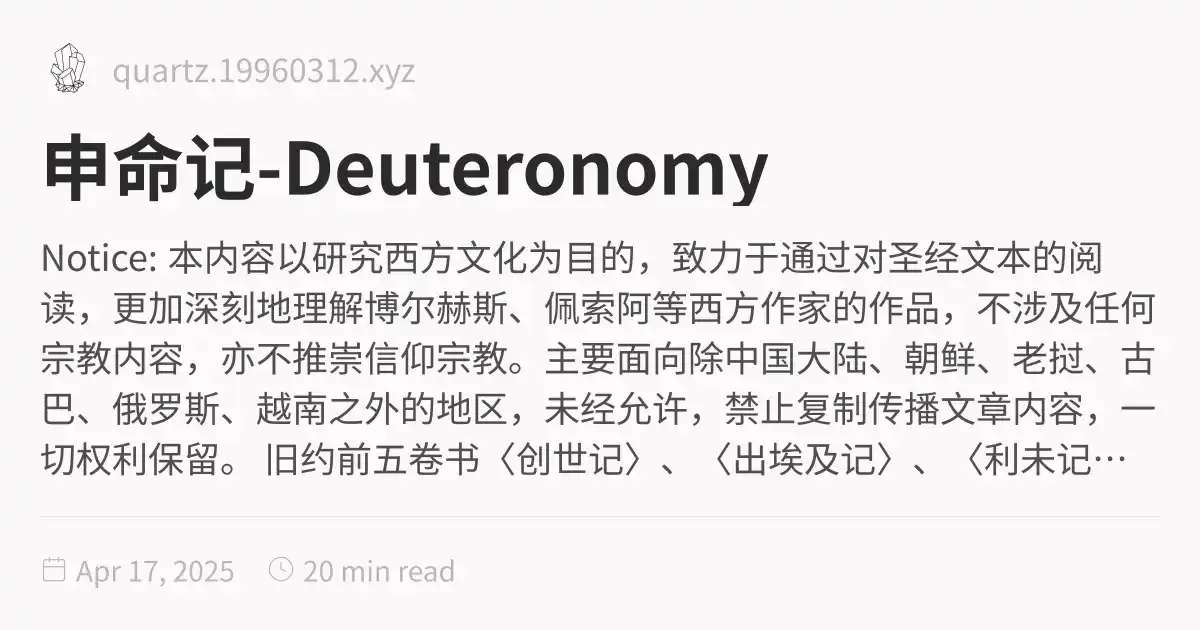 quartz.19960312.xyz
申命记-Deuteronomy
Notice: 本内容以研究西方文化为目的，致力于通过对圣经文本的阅
读，更加深刻地理解博尔赫斯、佩索阿等西方作家的作品，不涉及任何
宗教内容，亦不推崇信仰宗教。主要面向除中国大陆、朝鲜、老挝、古
巴、俄罗斯、越南之外的地区，未经允许，禁止复制传播文章内容，一
切权利保留。 旧约前五卷书〈创世记〉、〈出埃及记〉、〈利未记…
Apr 17, 2025 20 min read